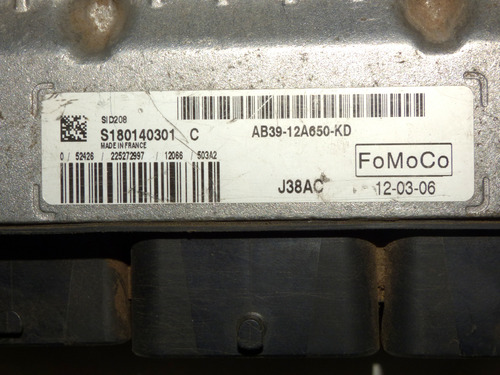 SID208
S180140301 C
MADE IN FRANCE
0 / 52426 / 225272997 / 12066 / 503A2
AB39-12A650-KD
FoMoCo
J38AC
12-03-06